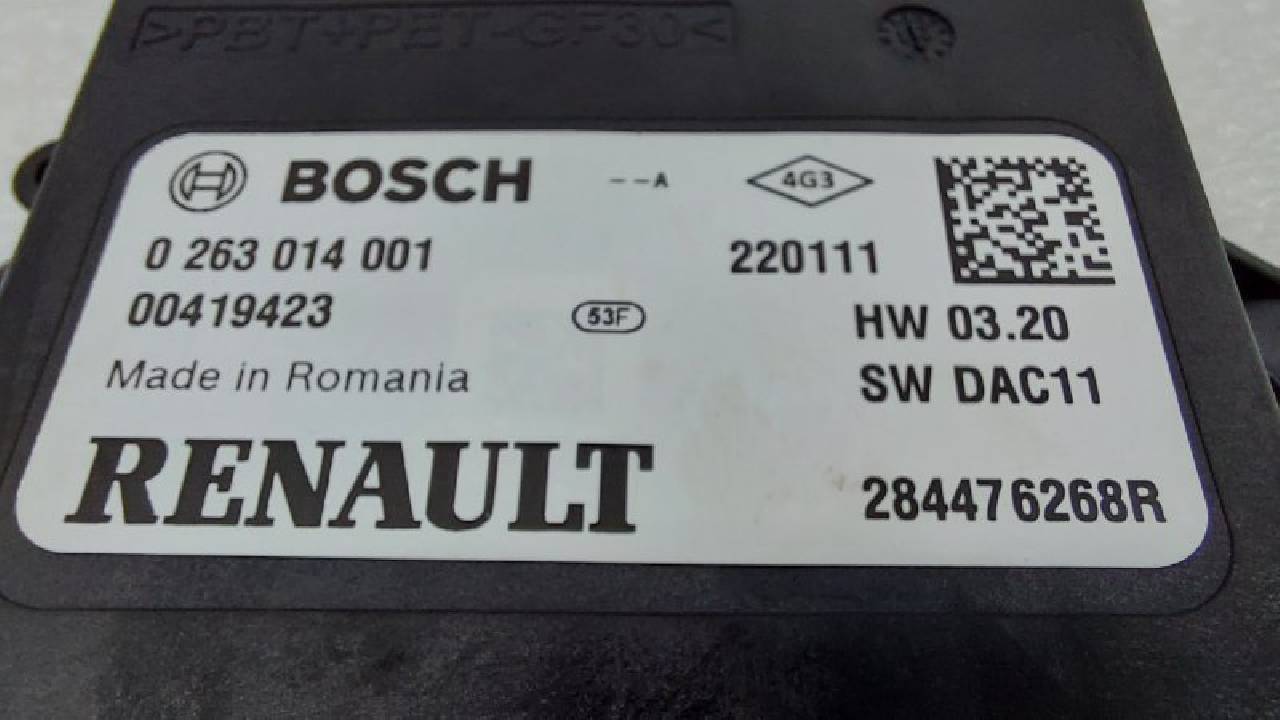 >PBT+PET-GF30<
BOSCH --A 4G3
0 263 014 001 220111
00419423 53F HW 03.20
Made in Romania SW DAC11
RENAULT 284476268R